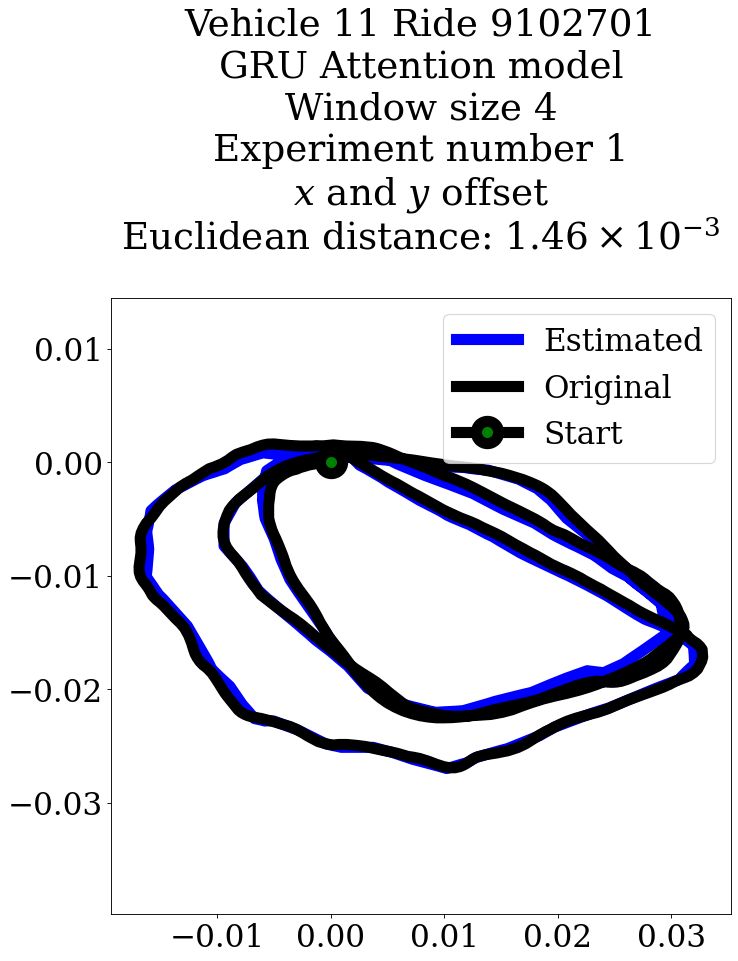 Vehicle 11 Ride 9102701
GRU Attention model
Window size 4
Experiment number 1
x and y offset
Euclidean distance: 1.46 × 10⁻³
Estimated
Original
Start
0.01
0.00
−0.01
−0.02
−0.03
−0.01 0.00 0.01 0.02 0.03